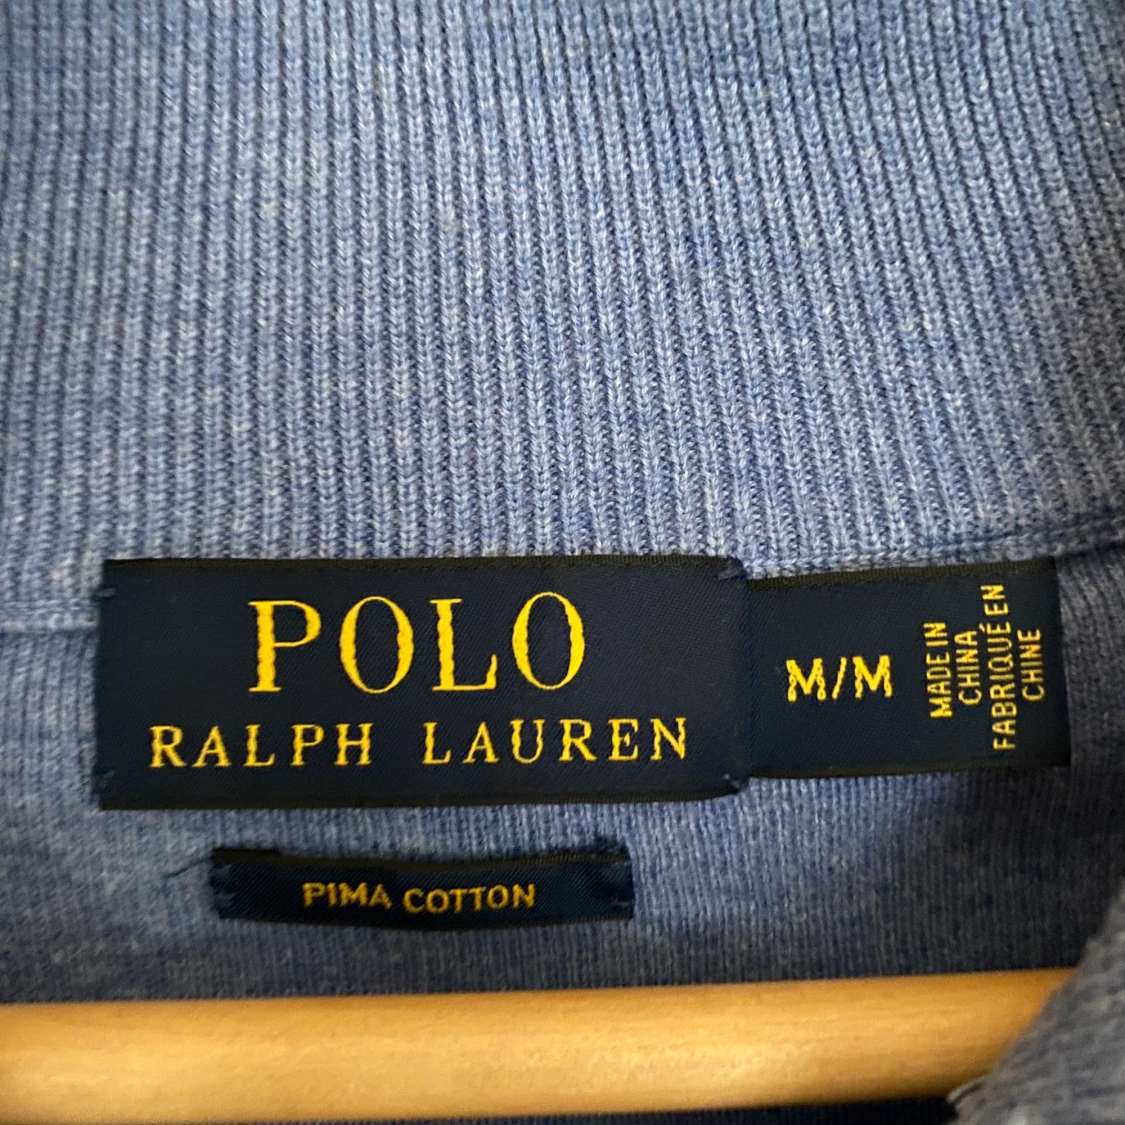 POLO
RALPH LAUREN
M/M
MADE IN
CHINA
FABRIQUÉ EN
CHINE
PIMA COTTON